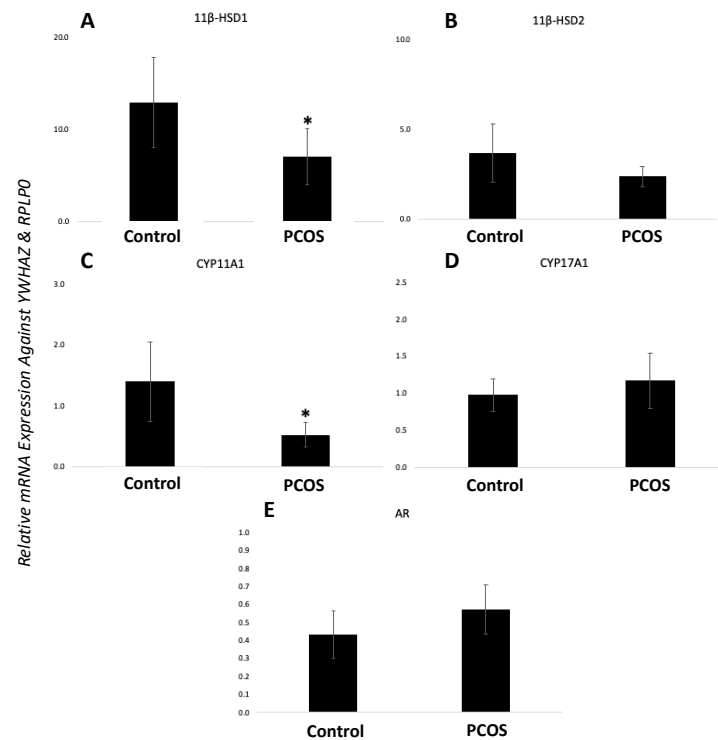 Relative mRNA Expression Against YWHAZ & RPLP0
A
11β-HSD1
20.0
10.0
0.0
*
Control
PCOS
B
11β-HSD2
10.0
5.0
0.0
Control
PCOS
C
CYP11A1
3.0
2.0
1.0
0.0
*
Control
PCOS
D
CYP17A1
2.5
2.0
1.5
1.0
0.5
0.0
Control
PCOS
E
AR
1.0
0.9
0.8
0.7
0.6
0.5
0.4
0.3
0.2
0.1
0.0
Control
PCOS